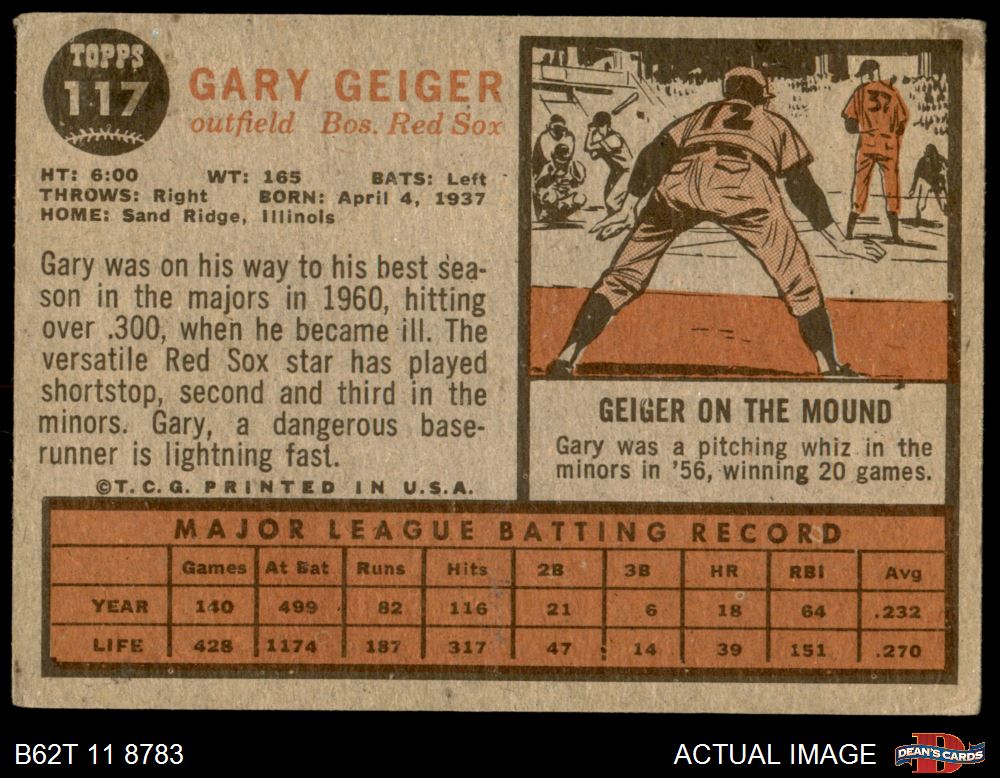 TOPPS
117
GARY GEIGER
outfield Bos. Red Sox
HT: 6:00 WT: 165 BATS: Left
THROWS: Right BORN: April 4, 1937
HOME: Sand Ridge, Illinois
Gary was on his way to his best sea-
son in the majors in 1960, hitting
over .300, when he became ill. The
versatile Red Sox star has played
shortstop, second and third in the
minors. Gary, a dangerous base-
runner is lightning fast.
©T.C.G. PRINTED IN U.S.A.
12
37
GEIGER ON THE MOUND
Gary was a pitching whiz in the
minors in '56, winning 20 games.
MAJOR LEAGUE BATTING RECORD
Games At Bat Runs Hits 2B 3B HR RBI Avg
YEAR 140 499 82 116 21 6 18 64 .232
LIFE 428 1174 187 317 47 14 39 151 .270
B62T 11 8783
ACTUAL IMAGE
DEAN'S CARDS